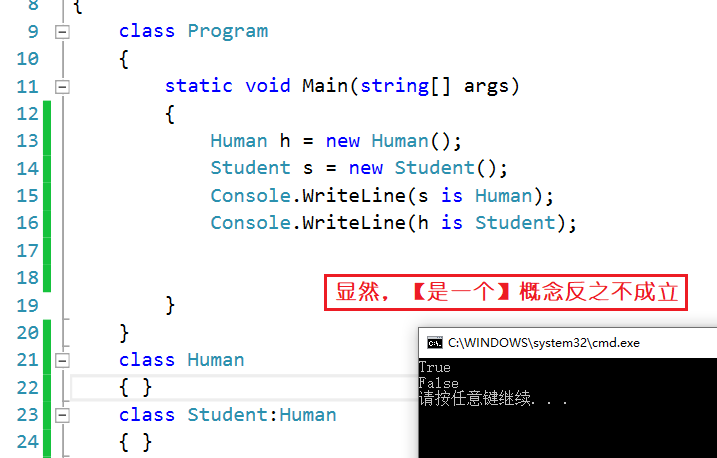 8 {
9 class Program
10 {
11 static void Main(string[] args)
12 {
13 Human h = new Human();
14 Student s = new Student();
15 Console.WriteLine(s is Human);
16 Console.WriteLine(h is Student);
17
18
显然，【是一个】概念反之不成立
19 }
20 }
21 class Human
22 { }
23 class Student:Human
24 { }
C:\WINDOWS\system32\cmd.exe
True
False
请按任意键继续. . .